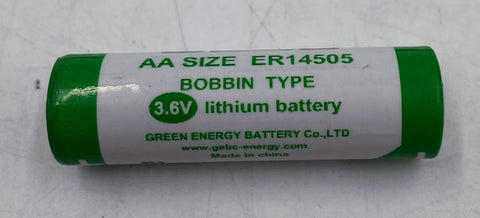 AA SIZE ER14505
BOBBIN TYPE
3.6V lithium battery
GREEN ENERGY BATTERY Co.,LTD
www.gebc-energy.com
Made in china